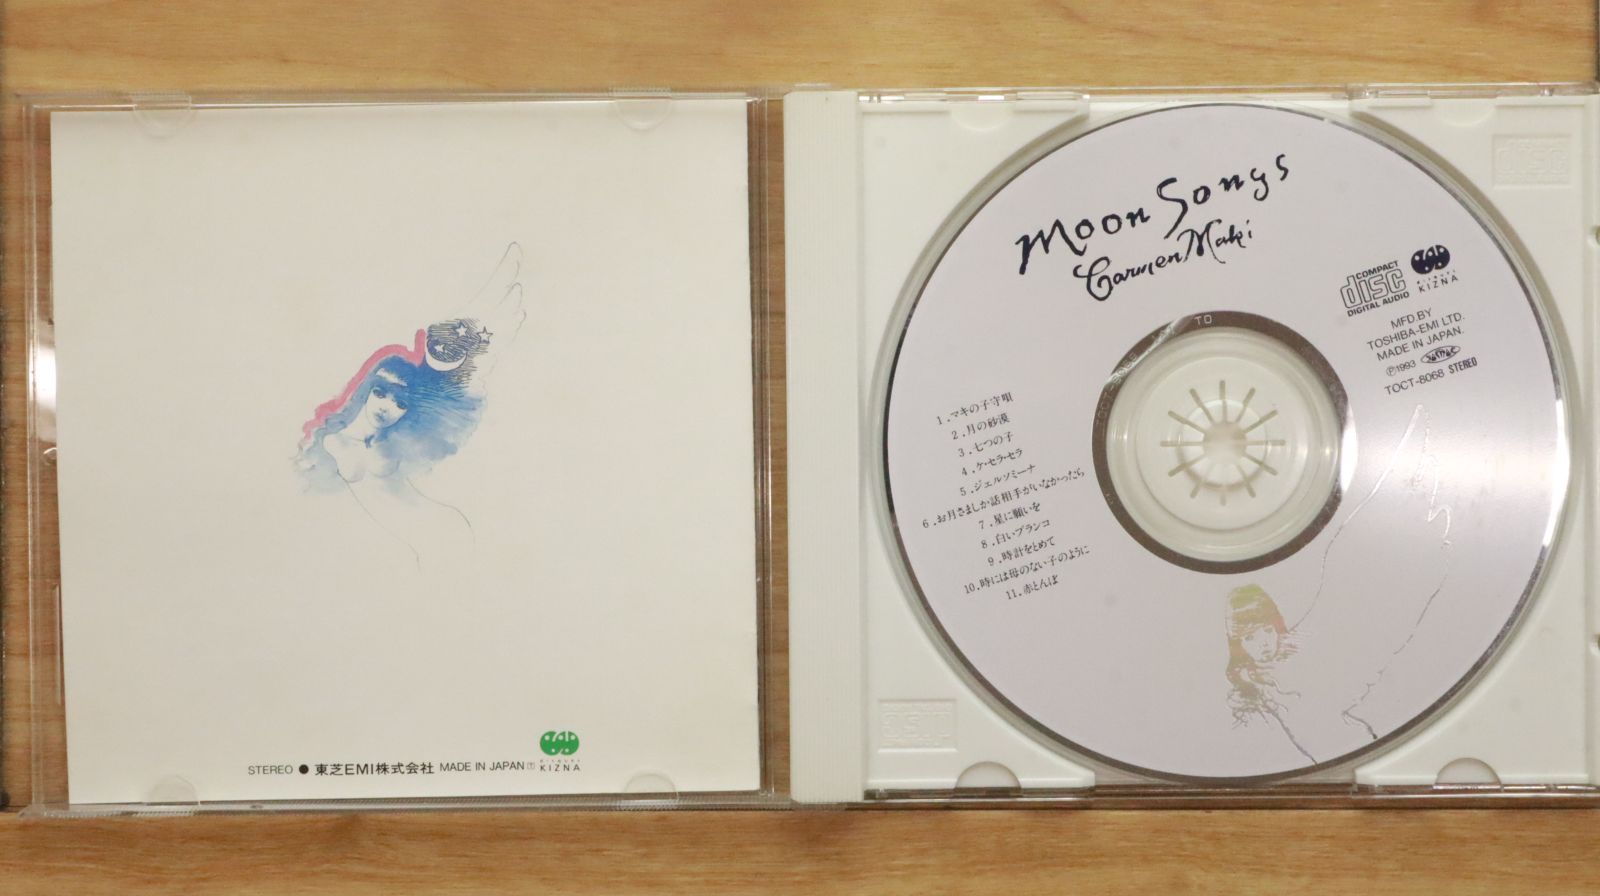 STEREO ● 東芝EMI株式会社 MADE IN JAPAN Ⓣ
KIZNA
Moon Songs
Carmen Maki
COMPACT
disc
DIGITAL AUDIO
KIZNA
MFD.BY
TOSHIBA-EMI LTD.
MADE IN JAPAN.
Ⓟ1993
TOCT-8068 STEREO
1.マキの子守唄
2.月の砂漠
3.七つの子
4.ケ・セラ・セラ
5.ジェルソミーナ
6.お月さましか話相手がいなかったら
7.星に願いを
8.白いブランコ
9.時計をとめて
10.時には母のない子のように
11.赤とんぼ